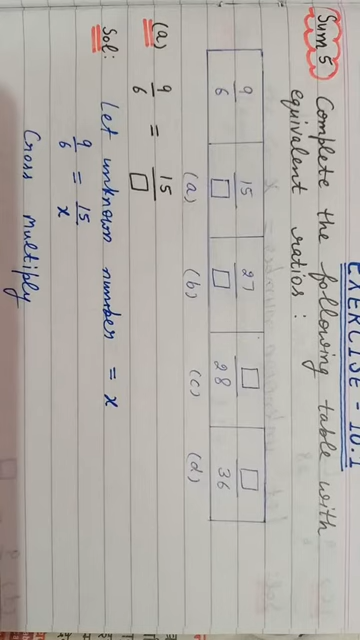 EXERCISE - 10.1
Sum 5 Complete the following table with
equivalent ratios:
9/6 15/□ 27/□ □/28 □/36
(a) (b) (c) (d)
(a) 9/6 = 15/□
Sol: Let unknown number = x
9/6 = 15/x
Cross multiply